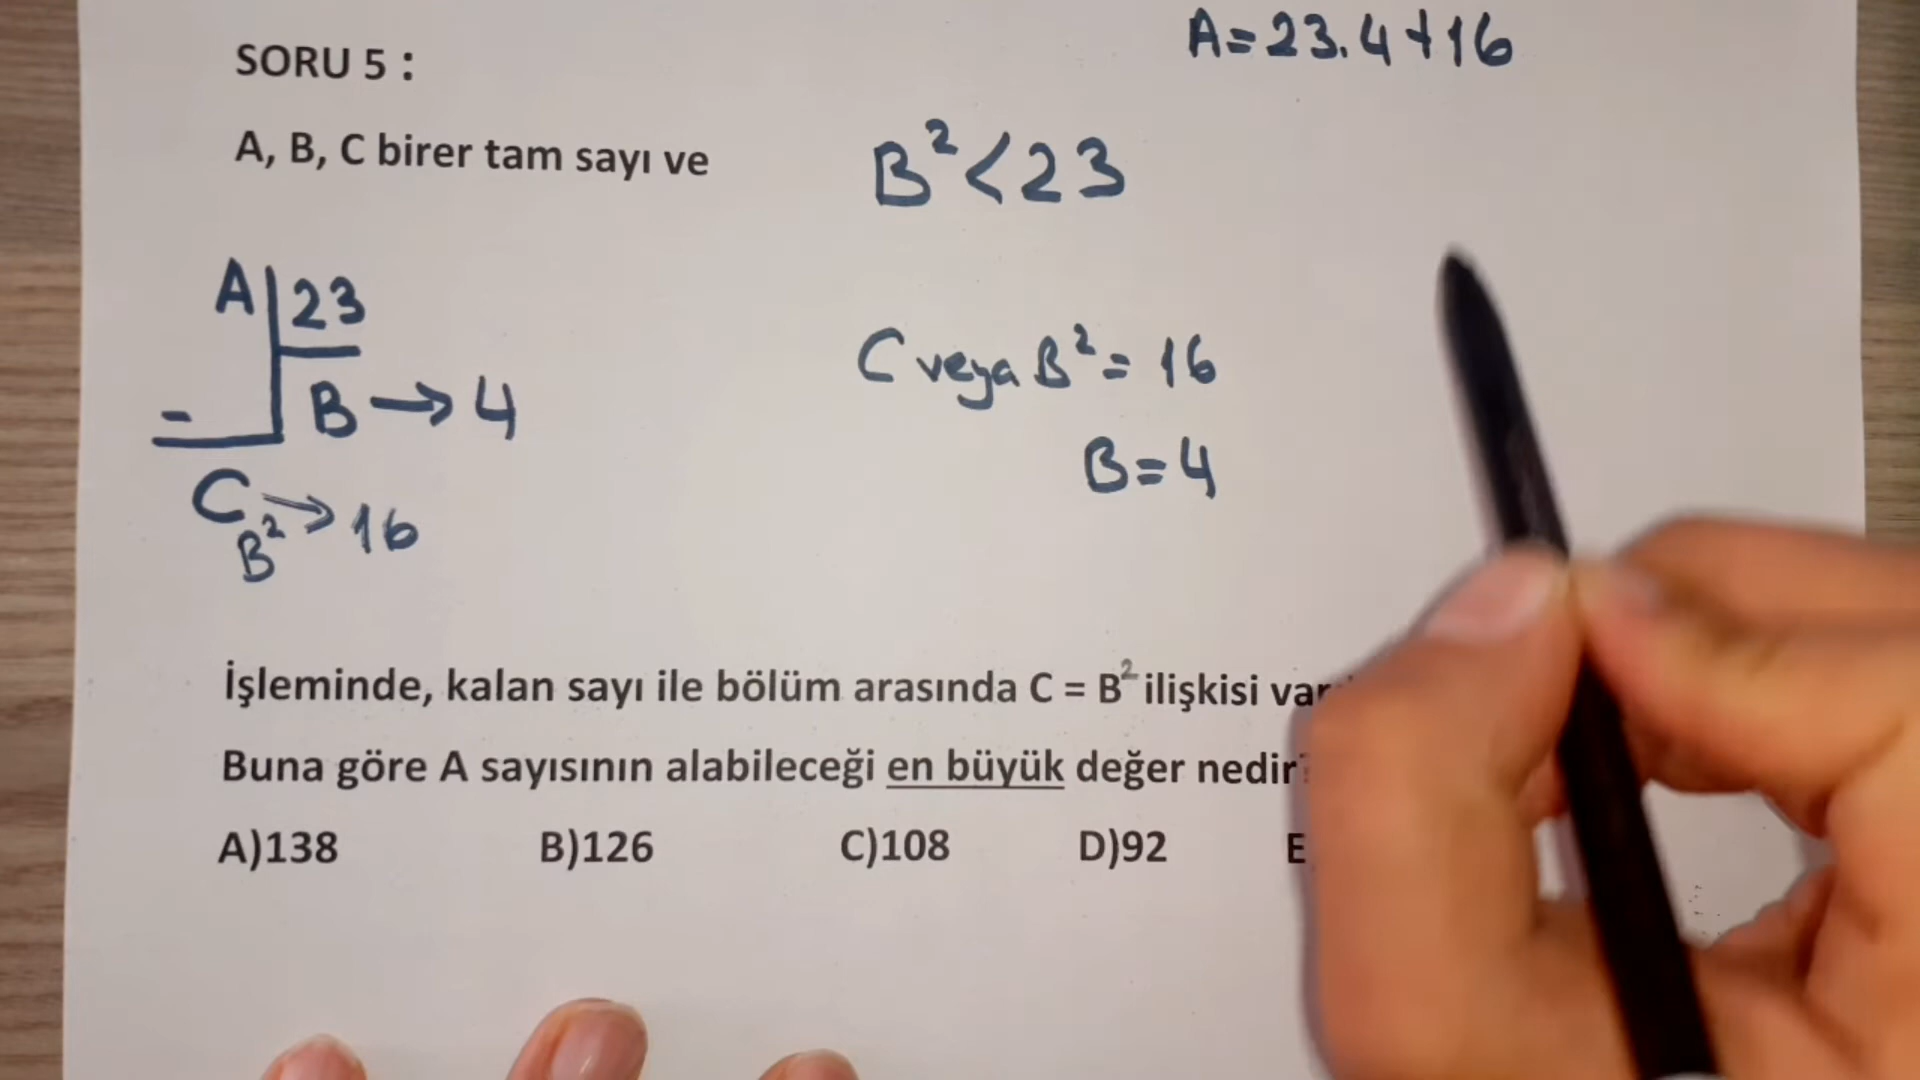 A=23.4+16
SORU 5 :
A, B, C birer tam sayı ve
B²<23
A 23
B → 4
-
C → 16
B²
C veya B² = 16
B=4
İşleminde, kalan sayı ile bölüm arasında C = B² ilişkisi
Buna göre A sayısının alabileceği en büyük değer nedir
A)138 B)126 C)108 D)92 E